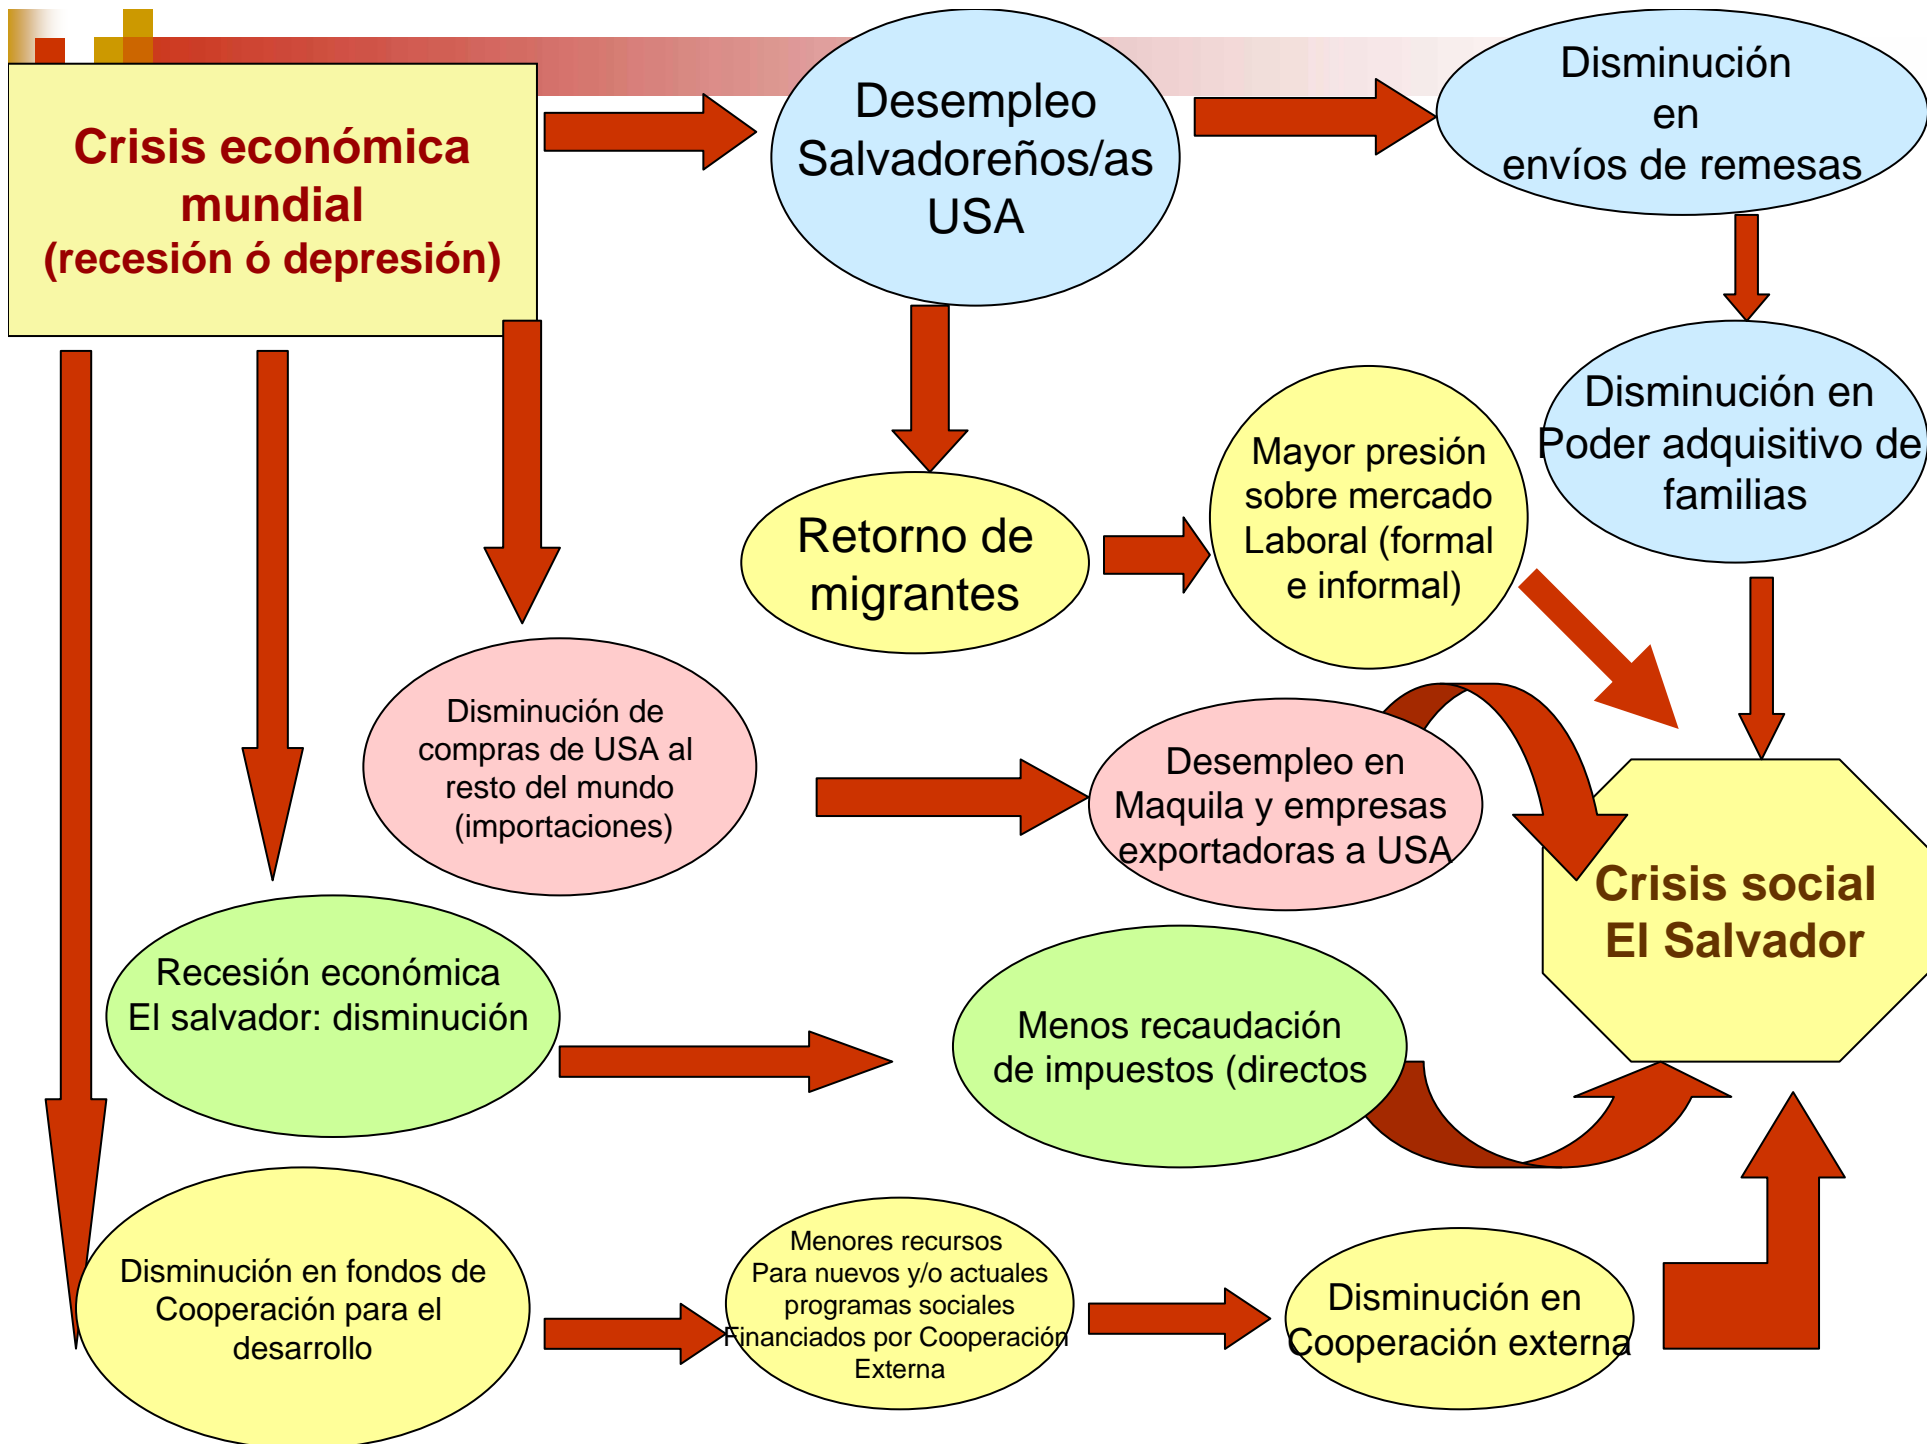 Crisis económica
mundial
(recesión ó depresión)
Desempleo
Salvadoreños/as
USA
Disminución
en
envíos de remesas
Disminución en
Poder adquisitivo de
familias
Mayor presión
sobre mercado
Laboral (formal
e informal)
Retorno de
migrantes
Disminución de
compras de USA al
resto del mundo
(importaciones)
Desempleo en
Maquila y empresas
exportadoras a USA
Crisis social
El Salvador
Recesión económica
El salvador: disminución
Menos recaudación
de impuestos (directos
Disminución en fondos de
Cooperación para el
desarrollo
Menores recursos
Para nuevos y/o actuales
programas sociales
Financiados por Cooperación
Externa
Disminución en
Cooperación externa